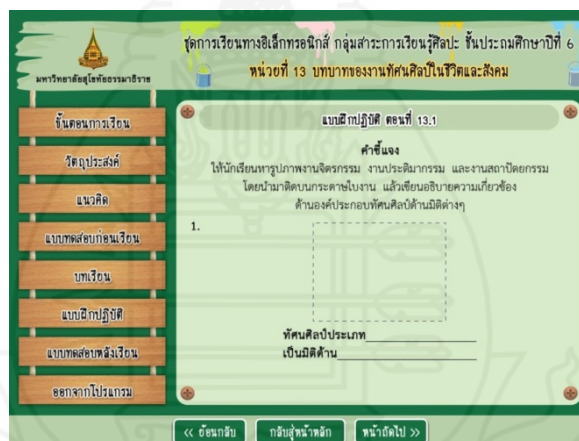 ชุดการเรียนทางอิเล็กทรอนิกส์ กลุ่มสาระการเรียนรู้ศิลปะ ชั้นประถมศึกษาปีที่ 6
หน่วยที่ 13 บทบาทของงานทัศนศิลป์ในชีวิตและสังคม
มหาวิทยาลัยสุโขทัยธรรมาธิราช
ขั้นตอนการเรียน
วัตถุประสงค์
แนวคิด
แบบทดสอบก่อนเรียน
บทเรียน
แบบฝึกปฏิบัติ
แบบทดสอบหลังเรียน
ออกจากโปรแกรม
แบบฝึกปฏิบัติ ตอนที่ 13.1
คำชี้แจง
ให้นักเรียนหารูปภาพงานจิตรกรรม งานประติมากรรม และงานสถาปัตยกรรม
โดยนำมาติดบนกระดาษใบงาน แล้วเขียนอธิบายความเกี่ยวข้อง
ด้านองค์ประกอบทัศนศิลป์ด้านมิติต่างๆ
1.
ทัศนศิลป์ประเภท
เป็นมิติด้าน
<< ย้อนกลับ กลับสู่หน้าหลัก หน้าถัดไป >>